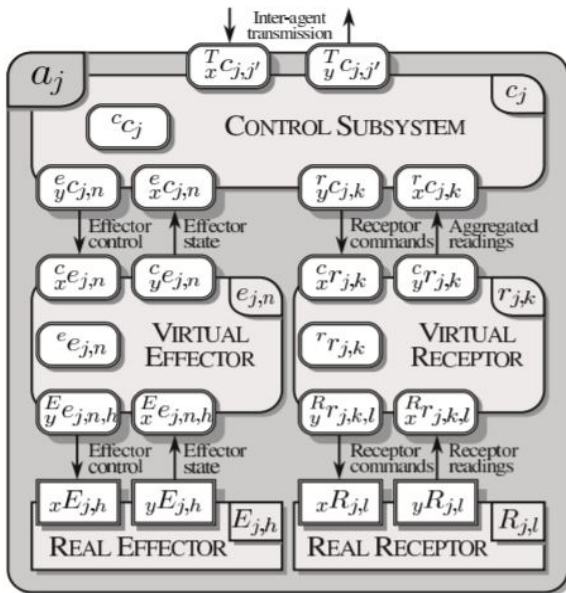 Inter-agent
transmission
a_j
^T_x c_{j,j'} ^T_y c_{j,j'}
c_j
^c c_j
CONTROL SUBSYSTEM
^e_y c_{j,n} ^e_x c_{j,n} ^r_y c_{j,k} ^r_x c_{j,k}
Effector control Effector state Receptor commands Aggregated readings
^c_x e_{j,n} ^c_y e_{j,n} e_{j,n} ^c_x r_{j,k} ^c_y r_{j,k} r_{j,k}
^e e_{j,n} VIRTUAL EFFECTOR ^r r_{j,k} VIRTUAL RECEPTOR
^E_y e_{j,n,h} ^E_x e_{j,n,h} ^R_y r_{j,k,l} ^R_x r_{j,k,l}
Effector control Effector state Receptor commands Receptor readings
_x E_{j,h} _y E_{j,h} E_{j,h} _x R_{j,l} _y R_{j,l} R_{j,l}
REAL EFFECTOR REAL RECEPTOR